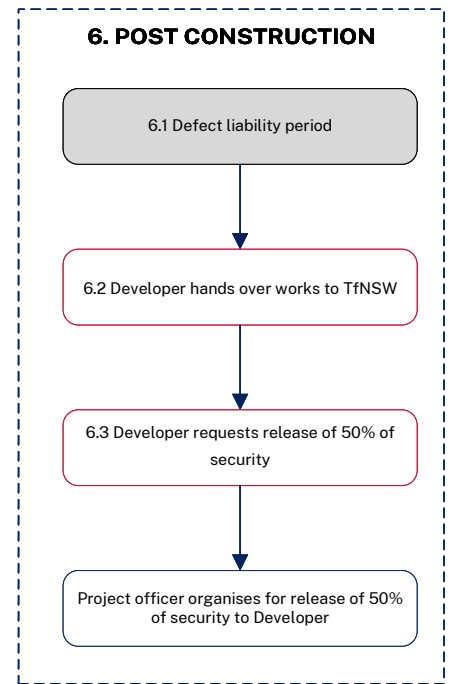 6. POST CONSTRUCTION
6.1 Defect liability period
6.2 Developer hands over works to TfNSW
6.3 Developer requests release of 50% of
security
Project officer organises for release of 50%
of security to Developer